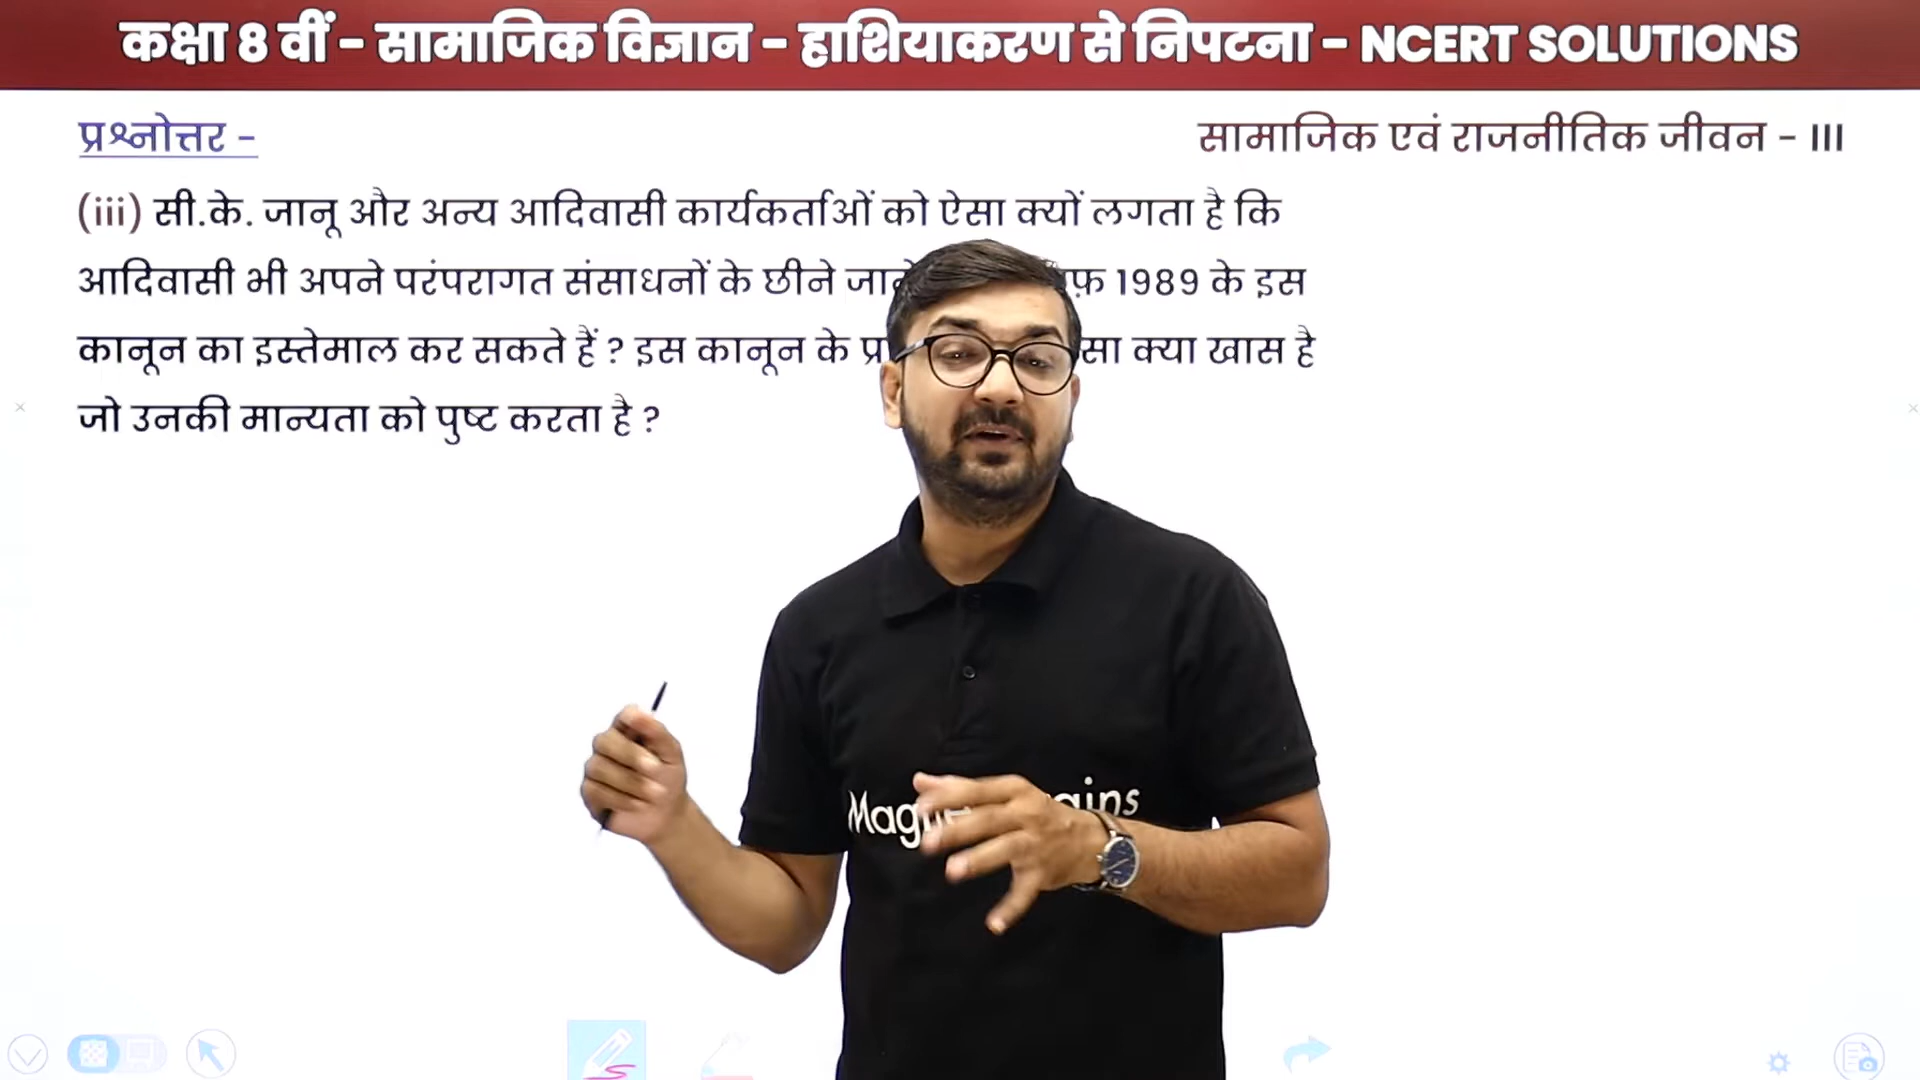 कक्षा 8 वीं - सामाजिक विज्ञान - हाशियाकरण से निपटना - NCERT SOLUTIONS
प्रश्नोत्तर -
सामाजिक एवं राजनीतिक जीवन - III
(iii) सी.के. जानू और अन्य आदिवासी कार्यकर्ताओं को ऐसा क्यों लगता है कि
आदिवासी भी अपने परंपरागत संसाधनों के छीने 1989 के इस
कानून का इस्तेमाल कर सकते हैं ? इस कानून के क्या खास है
जो उनकी मान्यता को पुष्ट करता है ?